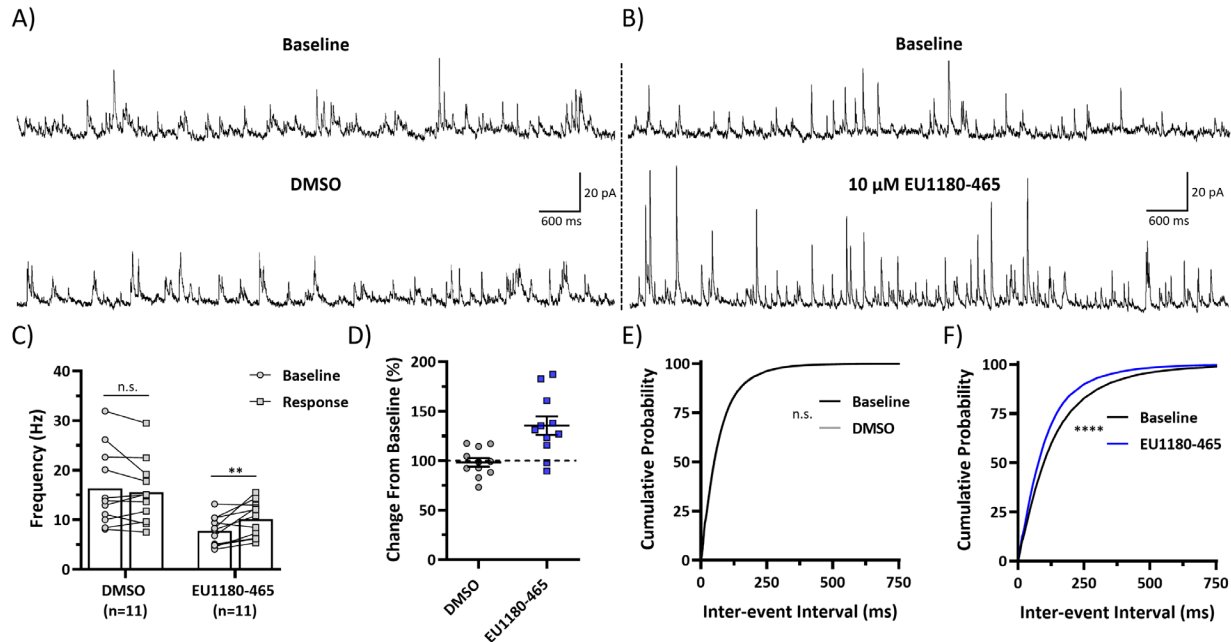 A)
Baseline
DMSO
20 pA
600 ms
B)
Baseline
10 µM EU1180-465
20 pA
600 ms
C)
Frequency (Hz)
40
30
20
10
0
n.s.
**
Baseline
Response
DMSO
(n=11)
EU1180-465
(n=11)
D)
Change From Baseline (%)
200
150
100
50
0
DMSO
EU1180-465
E)
Cumulative Probability
100
75
50
25
0
n.s.
Baseline
DMSO
0
250
500
750
Inter-event Interval (ms)
F)
Cumulative Probability
100
75
50
25
0
****
Baseline
EU1180-465
0
250
500
750
Inter-event Interval (ms)